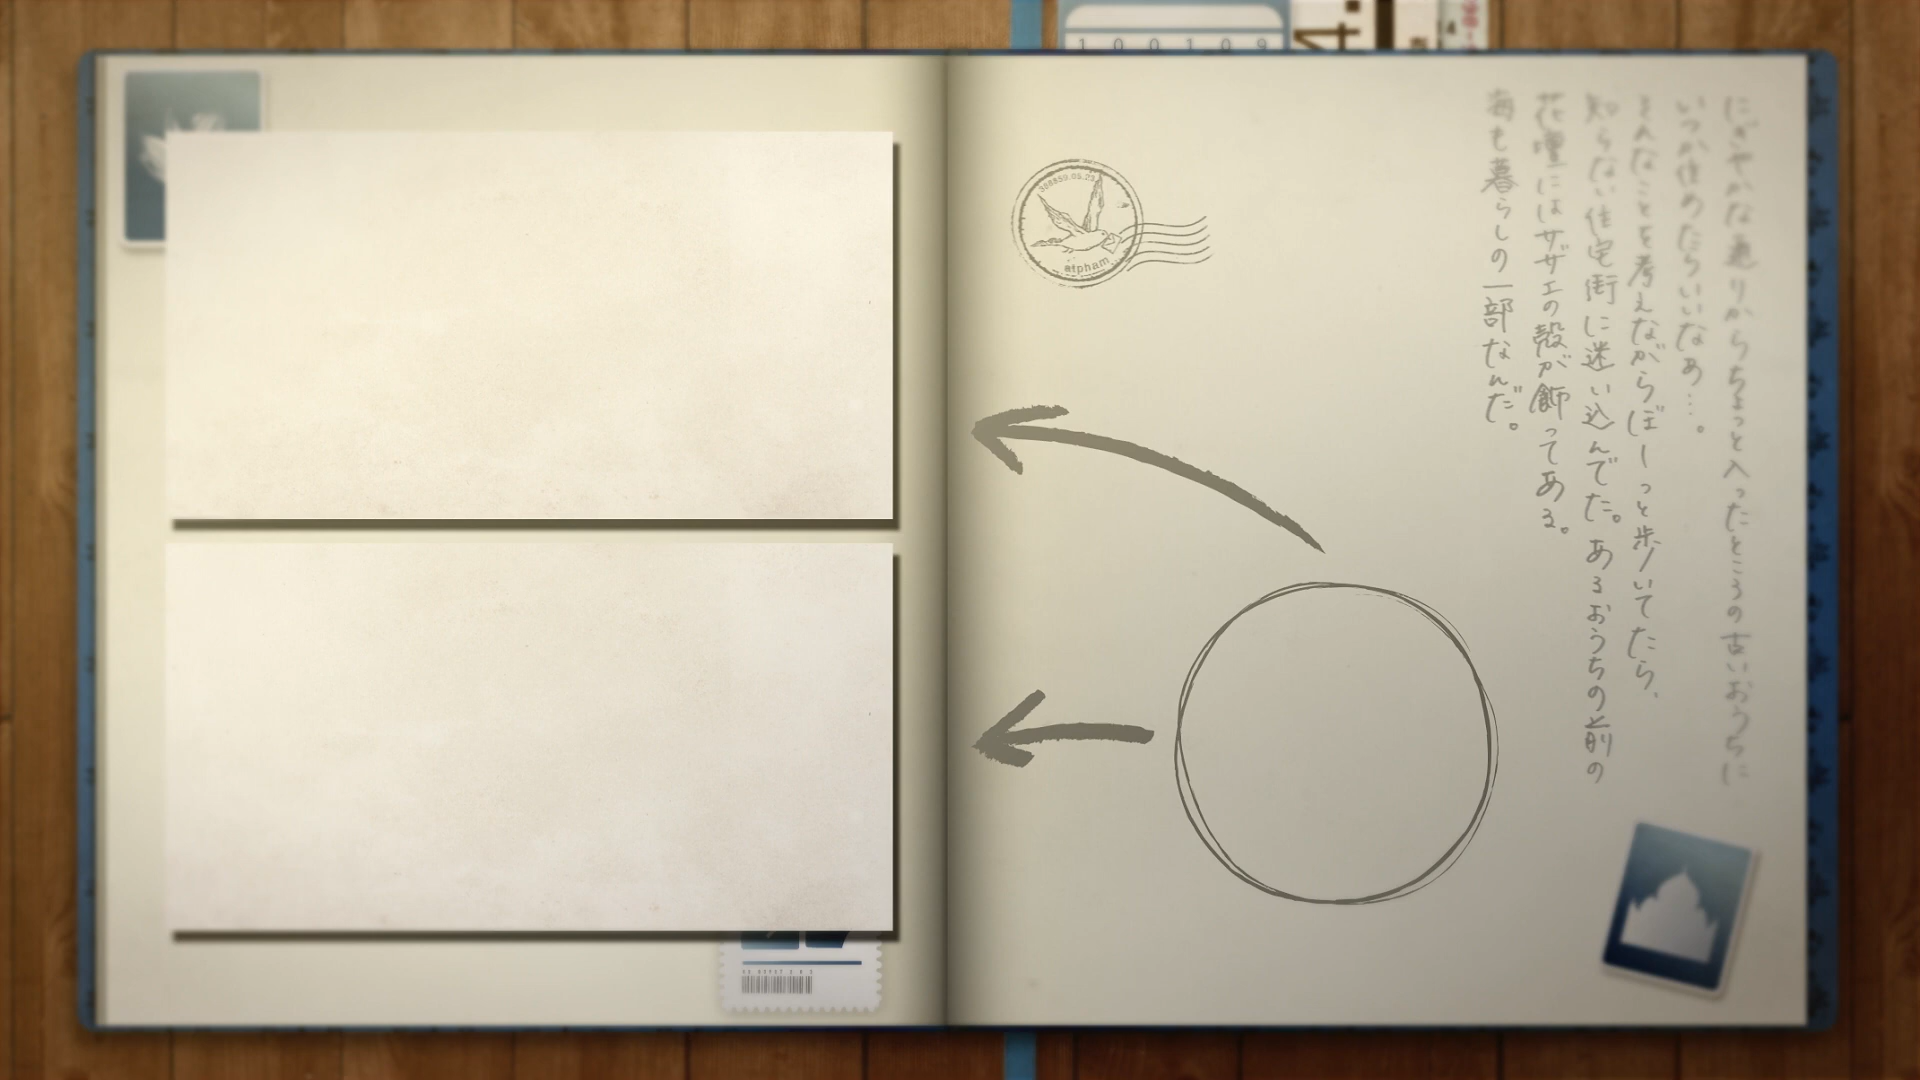 にぎやかな通りからちょっと入ったところの古いおうちに
いつか住めたらいいなあ…。
そんなことを考えながらぼーっと歩いてたら、
知らない住宅街に迷い込んでた。あるおうちの前の
花壇にはサザエの殻が飾ってある。
海も暮らしの一部なんだ。
100109
atpham